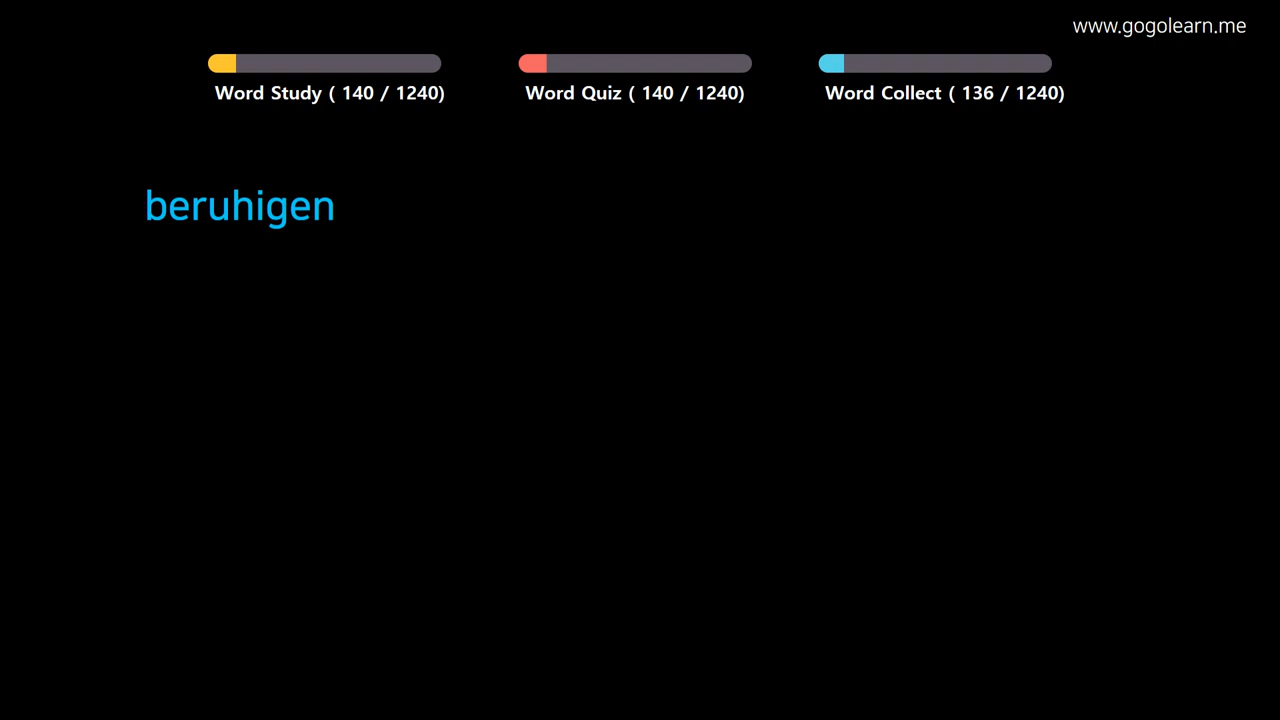 www.gogolearn.me
Word Study ( 140 / 1240)
Word Quiz ( 140 / 1240)
Word Collect ( 136 / 1240)
beruhigen